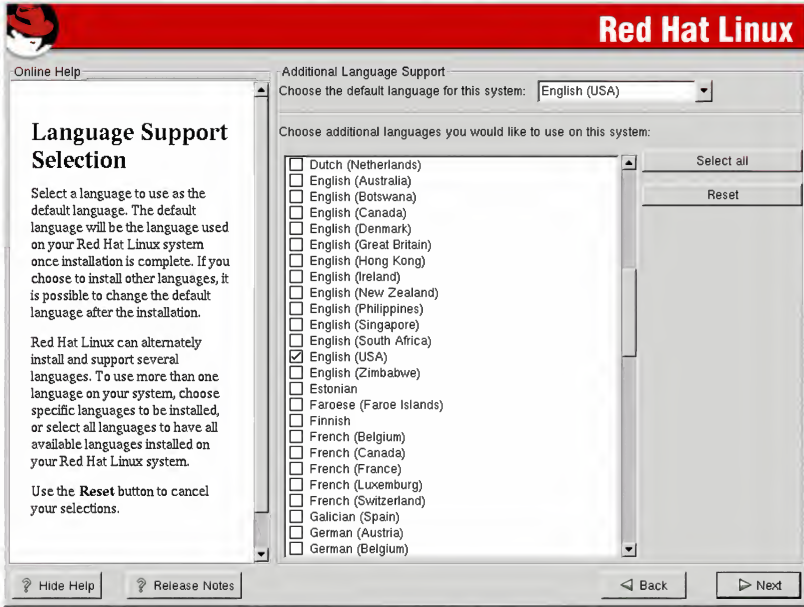 Red Hat Linux
Online Help
Language Support
Selection
Select a language to use as the
default language. The default
language will be the language used
on your Red Hat Linux system
once installation is complete. If you
choose to install other languages, it
is possible to change the default
language after the installation.
Red Hat Linux can alternately
install and support several
languages. To use more than one
language on your system, choose
specific languages to be installed,
or select all languages to have all
available languages installed on
your Red Hat Linux system.
Use the Reset button to cancel
your selections.
Additional Language Support
Choose the default language for this system: English (USA)
Choose additional languages you would like to use on this system:
Dutch (Netherlands)
English (Australia)
English (Botswana)
English (Canada)
English (Denmark)
English (Great Britain)
English (Hong Kong)
English (Ireland)
English (New Zealand)
English (Philippines)
English (Singapore)
English (South Africa)
English (USA)
English (Zimbabwe)
Estonian
Faroese (Faroe Islands)
Finnish
French (Belgium)
French (Canada)
French (France)
French (Luxemburg)
French (Switzerland)
Galician (Spain)
German (Austria)
German (Belgium)
Select all
Reset
Hide Help
Release Notes
Back
Next